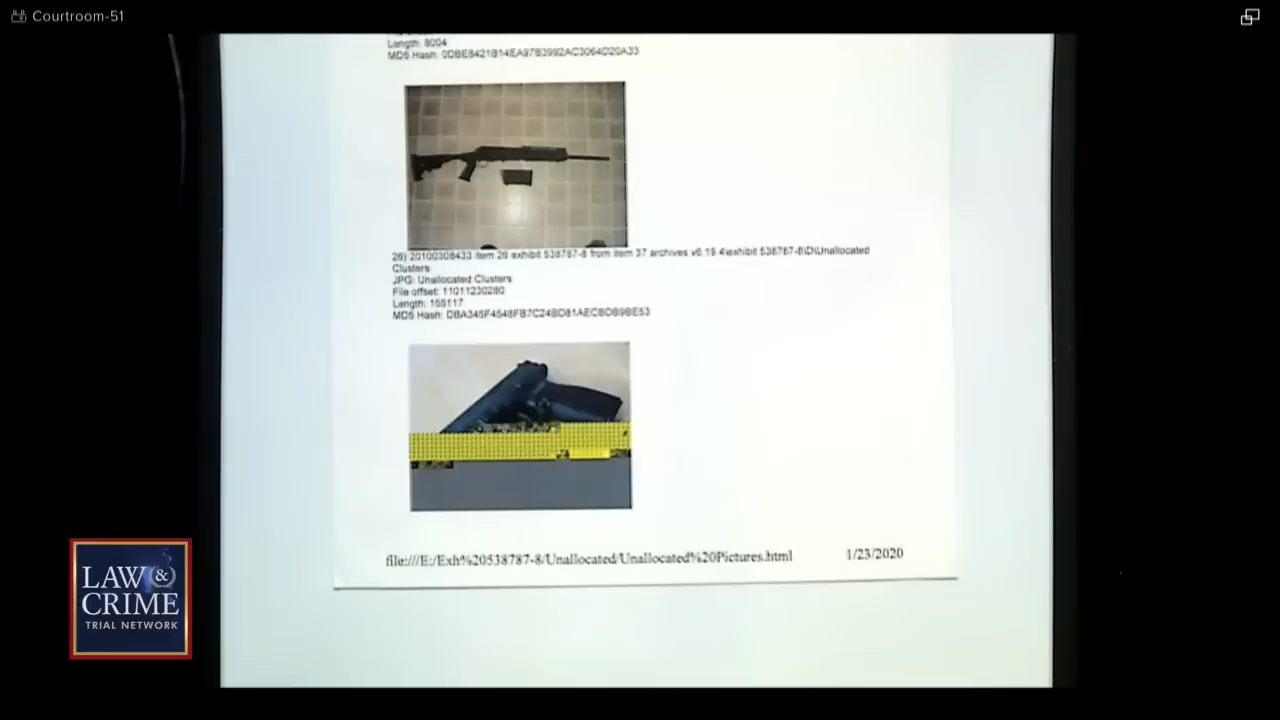 Courtroom-51
Length: 8004
MD5 Hash:
26) 20100308433 item 26 exhibit 538787-8 from item 37 archives v6.19.4\exhibit 538787-8\D\Unallocated
Clusters
JPG: Unallocated Clusters
File offset: 11011230280
Length: 155117
MD5 Hash:
file:///E:/Exh%20538787-8/Unallocated/Unallocated%20Pictures.html 1/23/2020
LAW &
CRIME
TRIAL NETWORK